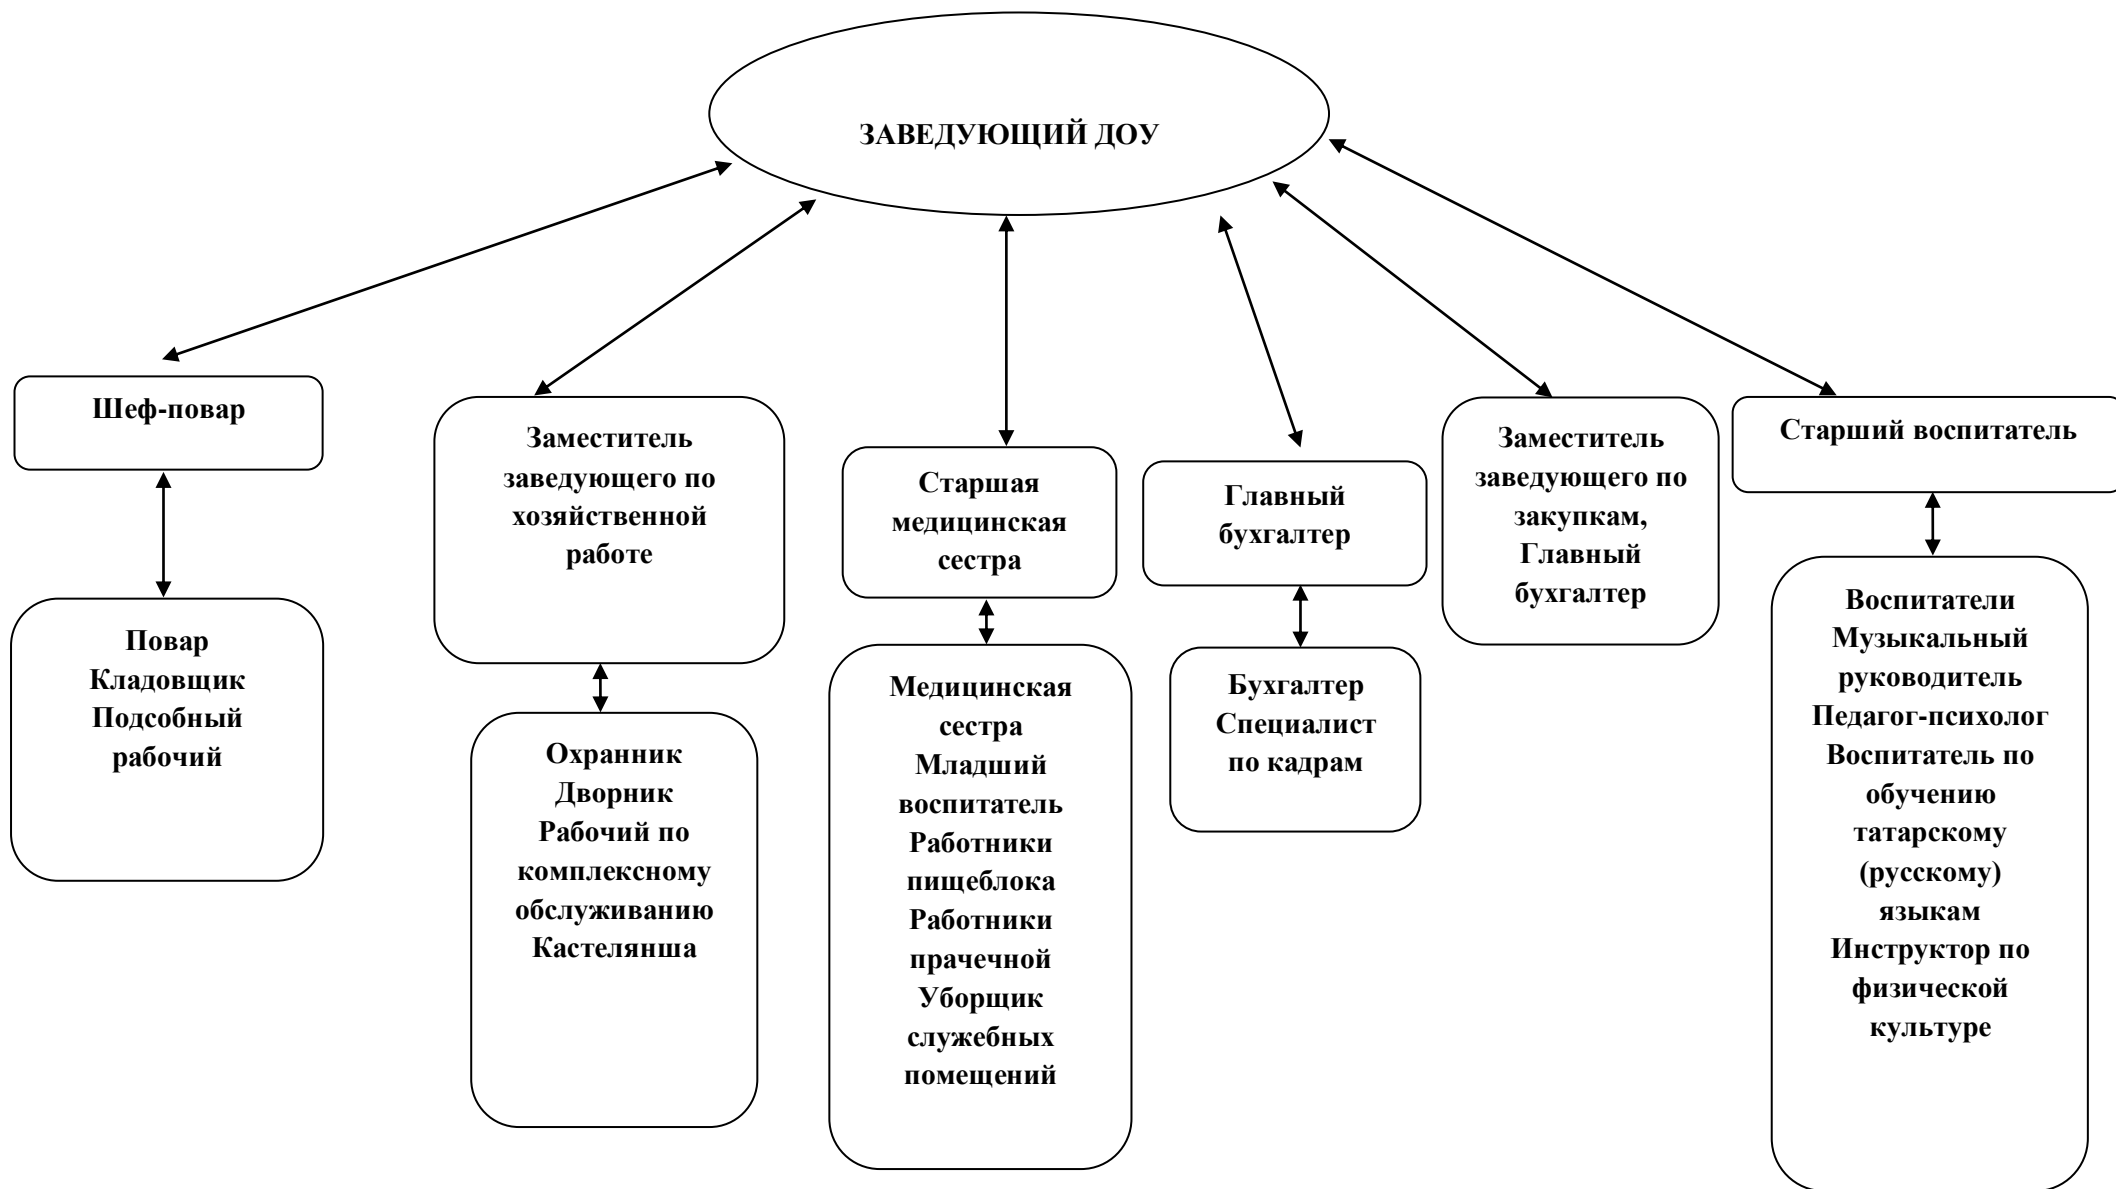 ЗАВЕДУЮЩИЙ ДОУ
Шеф-повар
Заместитель
заведующего по
хозяйственной
работе
Старшая
медицинская
сестра
Главный
бухгалтер
Заместитель
заведующего по
закупкам,
Главный
бухгалтер
Старший воспитатель
Повар
Кладовщик
Подсобный
рабочий
Охранник
Дворник
Рабочий по
комплексному
обслуживанию
Кастелянша
Медицинская
сестра
Младший
воспитатель
Работники
пищеблока
Работники
прачечной
Уборщик
служебных
помещений
Бухгалтер
Специалист
по кадрам
Воспитатели
Музыкальный
руководитель
Педагог-психолог
Воспитатель по
обучению
татарскому
(русскому)
языкам
Инструктор по
физической
культуре